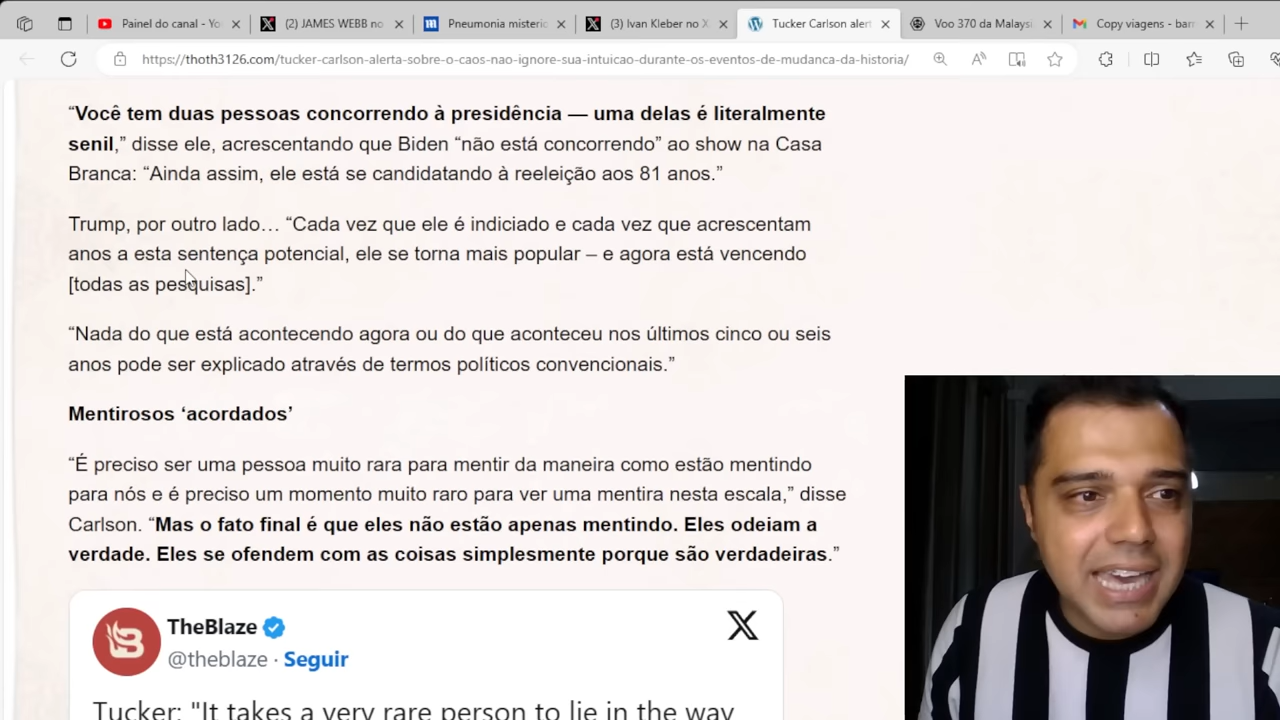 Painel do canal - Yo
(2) JAMES WEBB no
Pneumonia misterio
(3) Ivan Kleber no X
Tucker Carlson aler
Voo 370 da Malays
Copy viagens - bar
https://thoth3126.com/tucker-carlson-alerta-sobre-o-caos-nao-ignore-sua-intuicao-durante-os-eventos-de-mudanca-da-historia/
“Você tem duas pessoas concorrendo à presidência — uma delas é literalmente
senil,” disse ele, acrescentando que Biden “não está concorrendo” ao show na Casa
Branca: “Ainda assim, ele está se candidatando à reeleição aos 81 anos.”
Trump, por outro lado… “Cada vez que ele é indiciado e cada vez que acrescentam
anos a esta sentença potencial, ele se torna mais popular – e agora está vencendo
[todas as pesquisas].”
“Nada do que está acontecendo agora ou do que aconteceu nos últimos cinco ou seis
anos pode ser explicado através de termos políticos convencionais.”
Mentirosos ‘acordados’
“É preciso ser uma pessoa muito rara para mentir da maneira como estão mentindo
para nós e é preciso um momento muito raro para ver uma mentira nesta escala,” disse
Carlson. “Mas o fato final é que eles não estão apenas mentindo. Eles odeiam a
verdade. Eles se ofendem com as coisas simplesmente porque são verdadeiras.”
TheBlaze
@theblaze · Seguir
Tucker: "It takes a very rare person to lie in the way